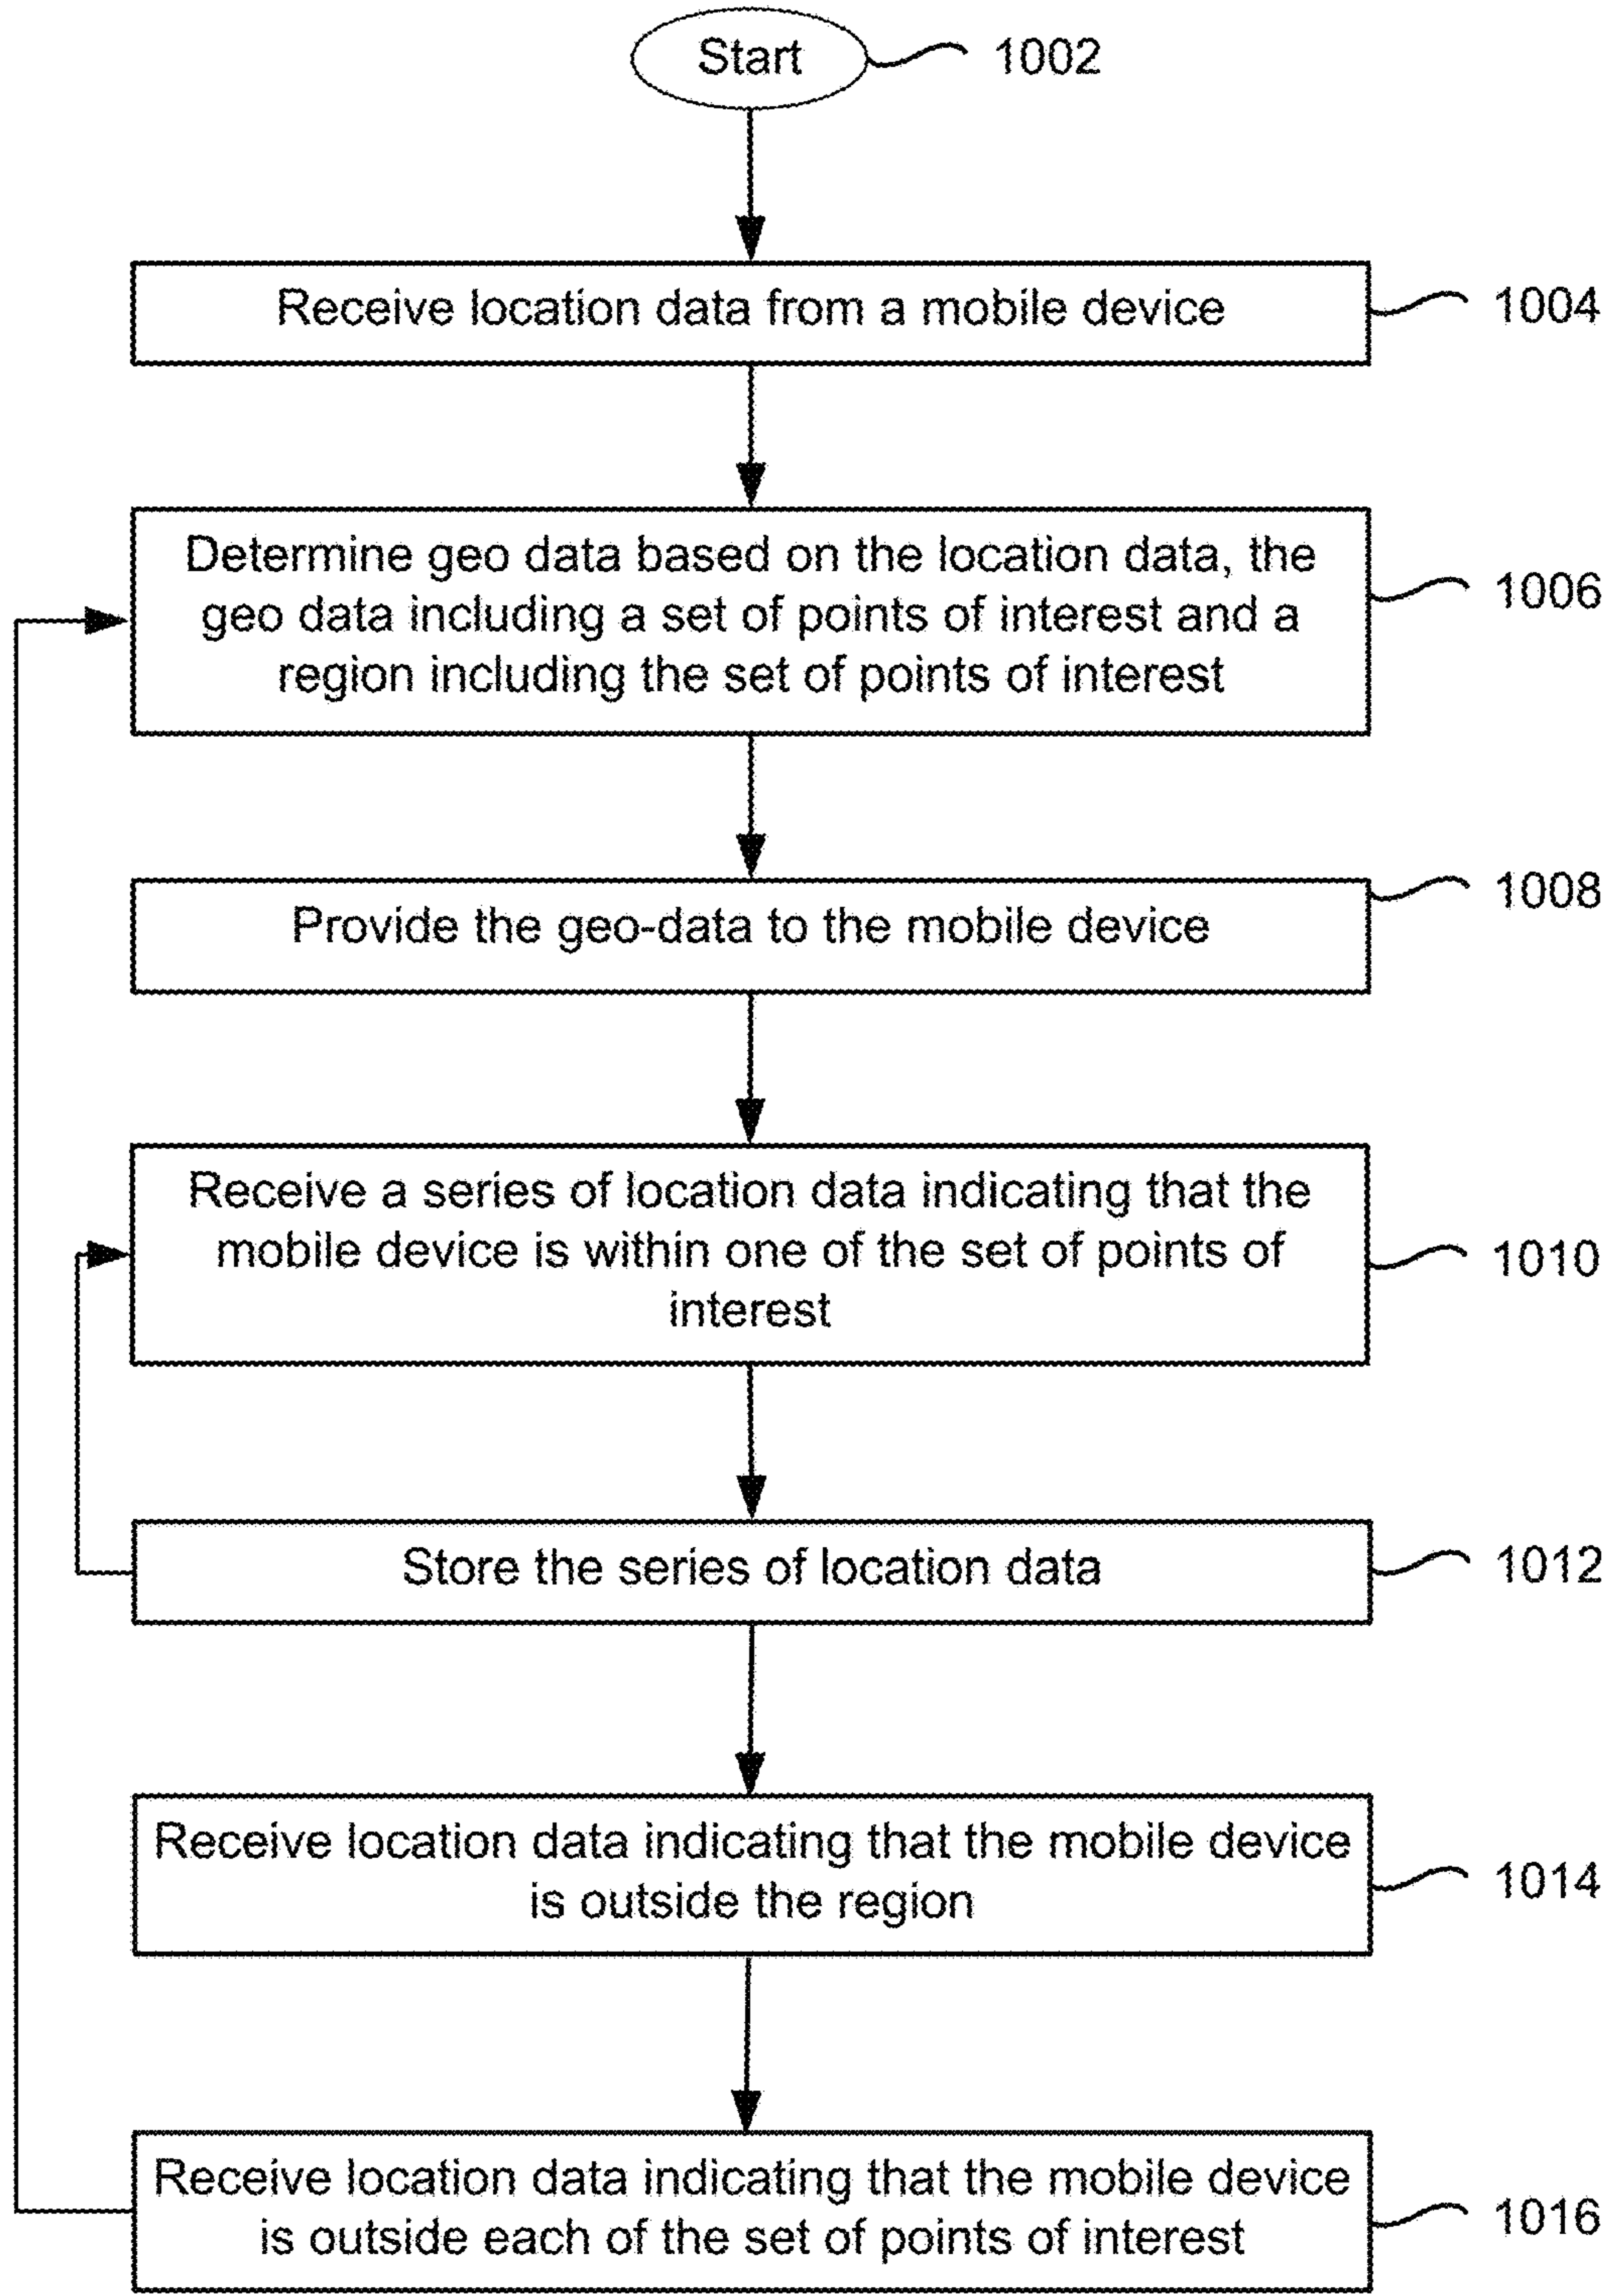 Start
1002
Receive location data from a mobile device
1004
Determine geo data based on the location data, the
geo data including a set of points of interest and a
region including the set of points of interest
1006
Provide the geo-data to the mobile device
1008
Receive a series of location data indicating that the
mobile device is within one of the set of points of
interest
1010
Store the series of location data
1012
Receive location data indicating that the mobile device
is outside the region
1014
Receive location data indicating that the mobile device
is outside each of the set of points of interest
1016